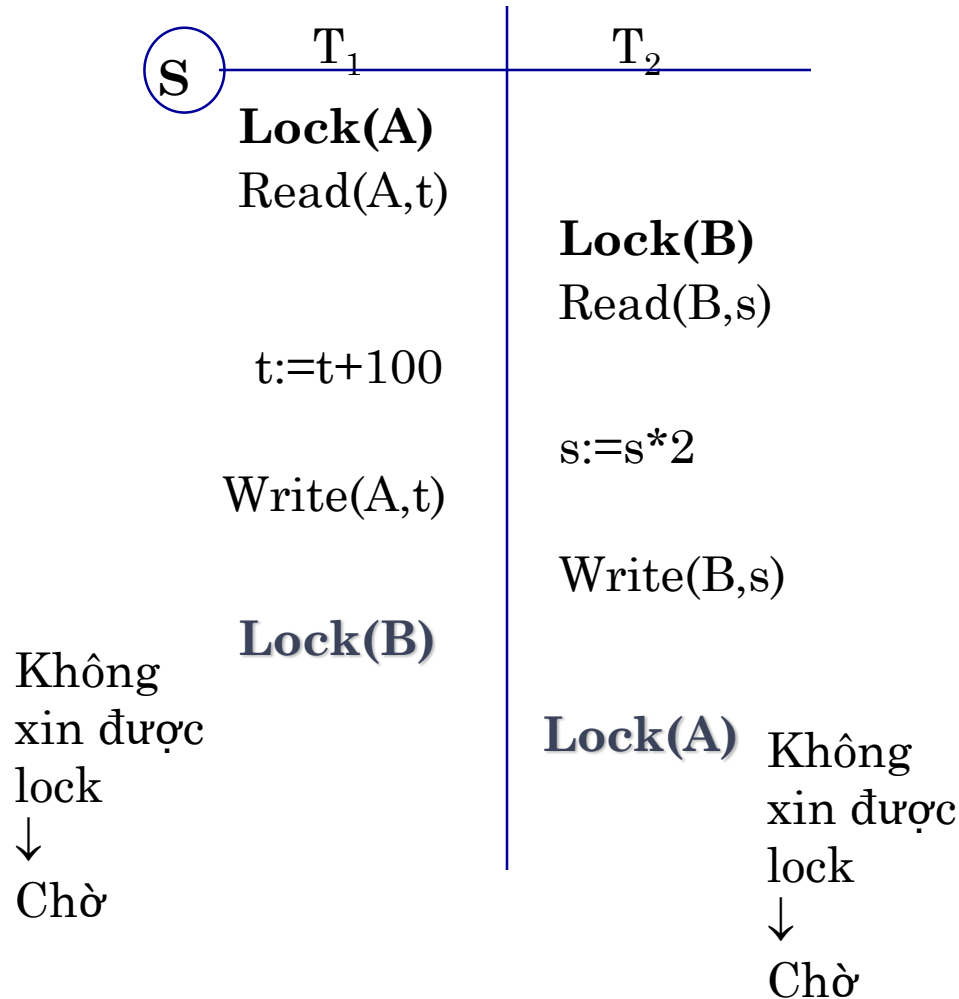 S
T₁
T₂
Lock(A)
Read(A,t)
Lock(B)
Read(B,s)
t:=t+100
s:=s*2
Write(A,t)
Write(B,s)
Lock(B)
Không
xin được
lock
↓
Chờ
Lock(A)
Không
xin được
lock
↓
Chờ